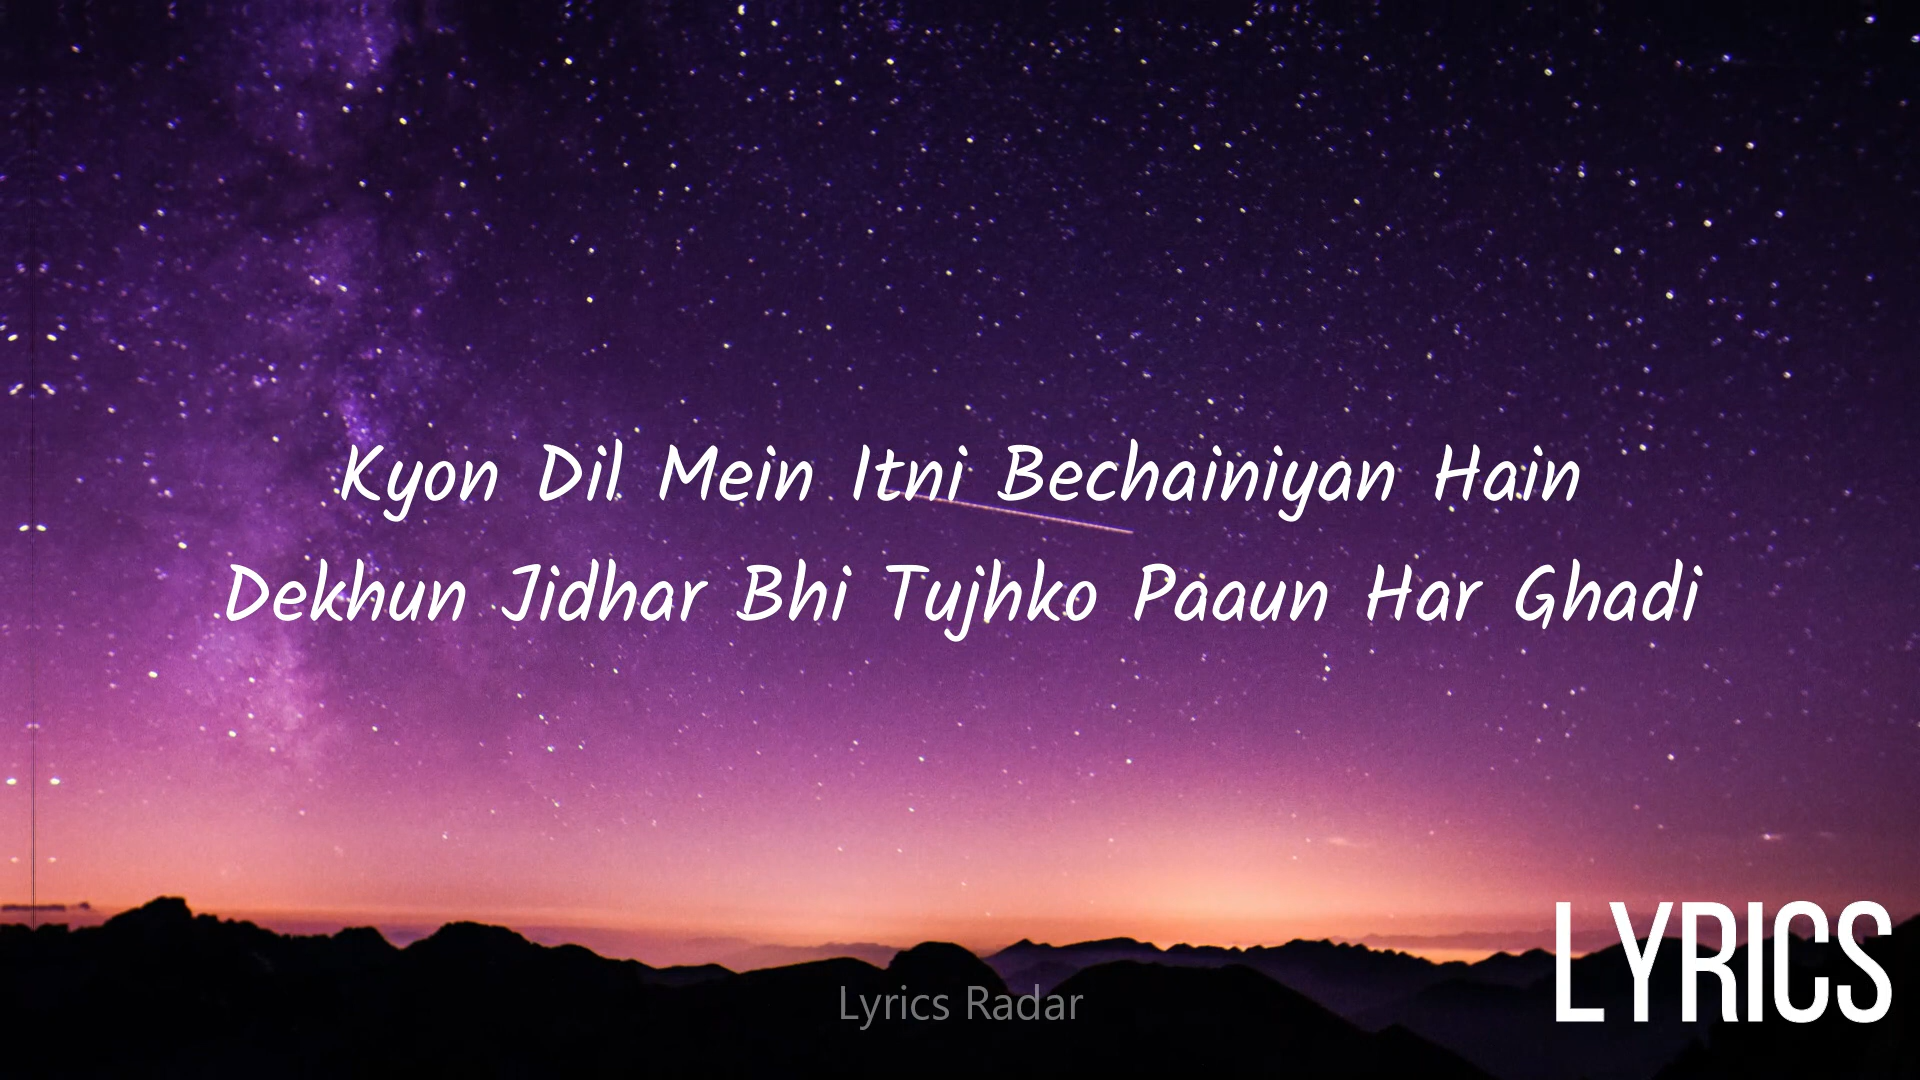 Kyon Dil Mein Itni Bechainiyan Hain
Dekhun Jidhar Bhi Tujhko Paaun Har Ghadi
LYRICS
Lyrics Radar